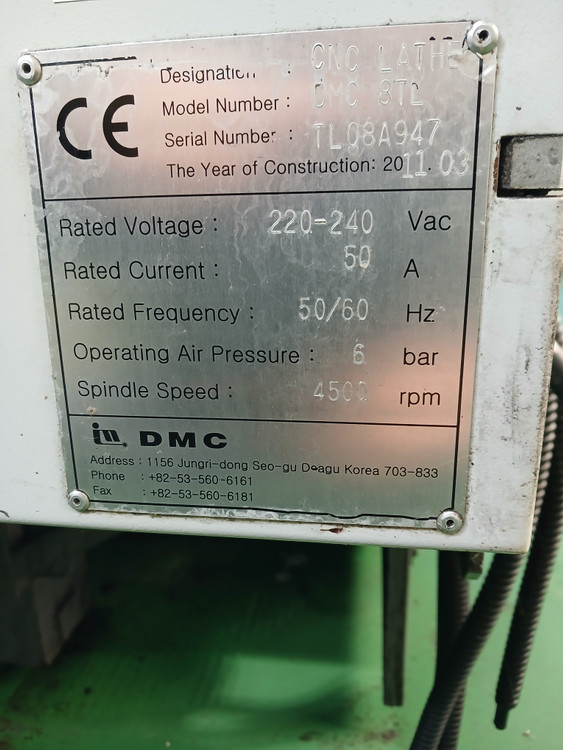 CE
Designation : CNC LATHE
Model Number : DMC 8TL
Serial Number : TL08A947
The Year of Construction: 2011.03
Rated Voltage : 220-240 Vac
Rated Current : 50 A
Rated Frequency : 50/60 Hz
Operating Air Pressure : 6 bar
Spindle Speed : 4500 rpm
DMC
Address : 1156 Jungri-dong Seo-gu Deagu Korea 703-833
Phone : +82-53-560-6161
Fax : +82-53-560-6181